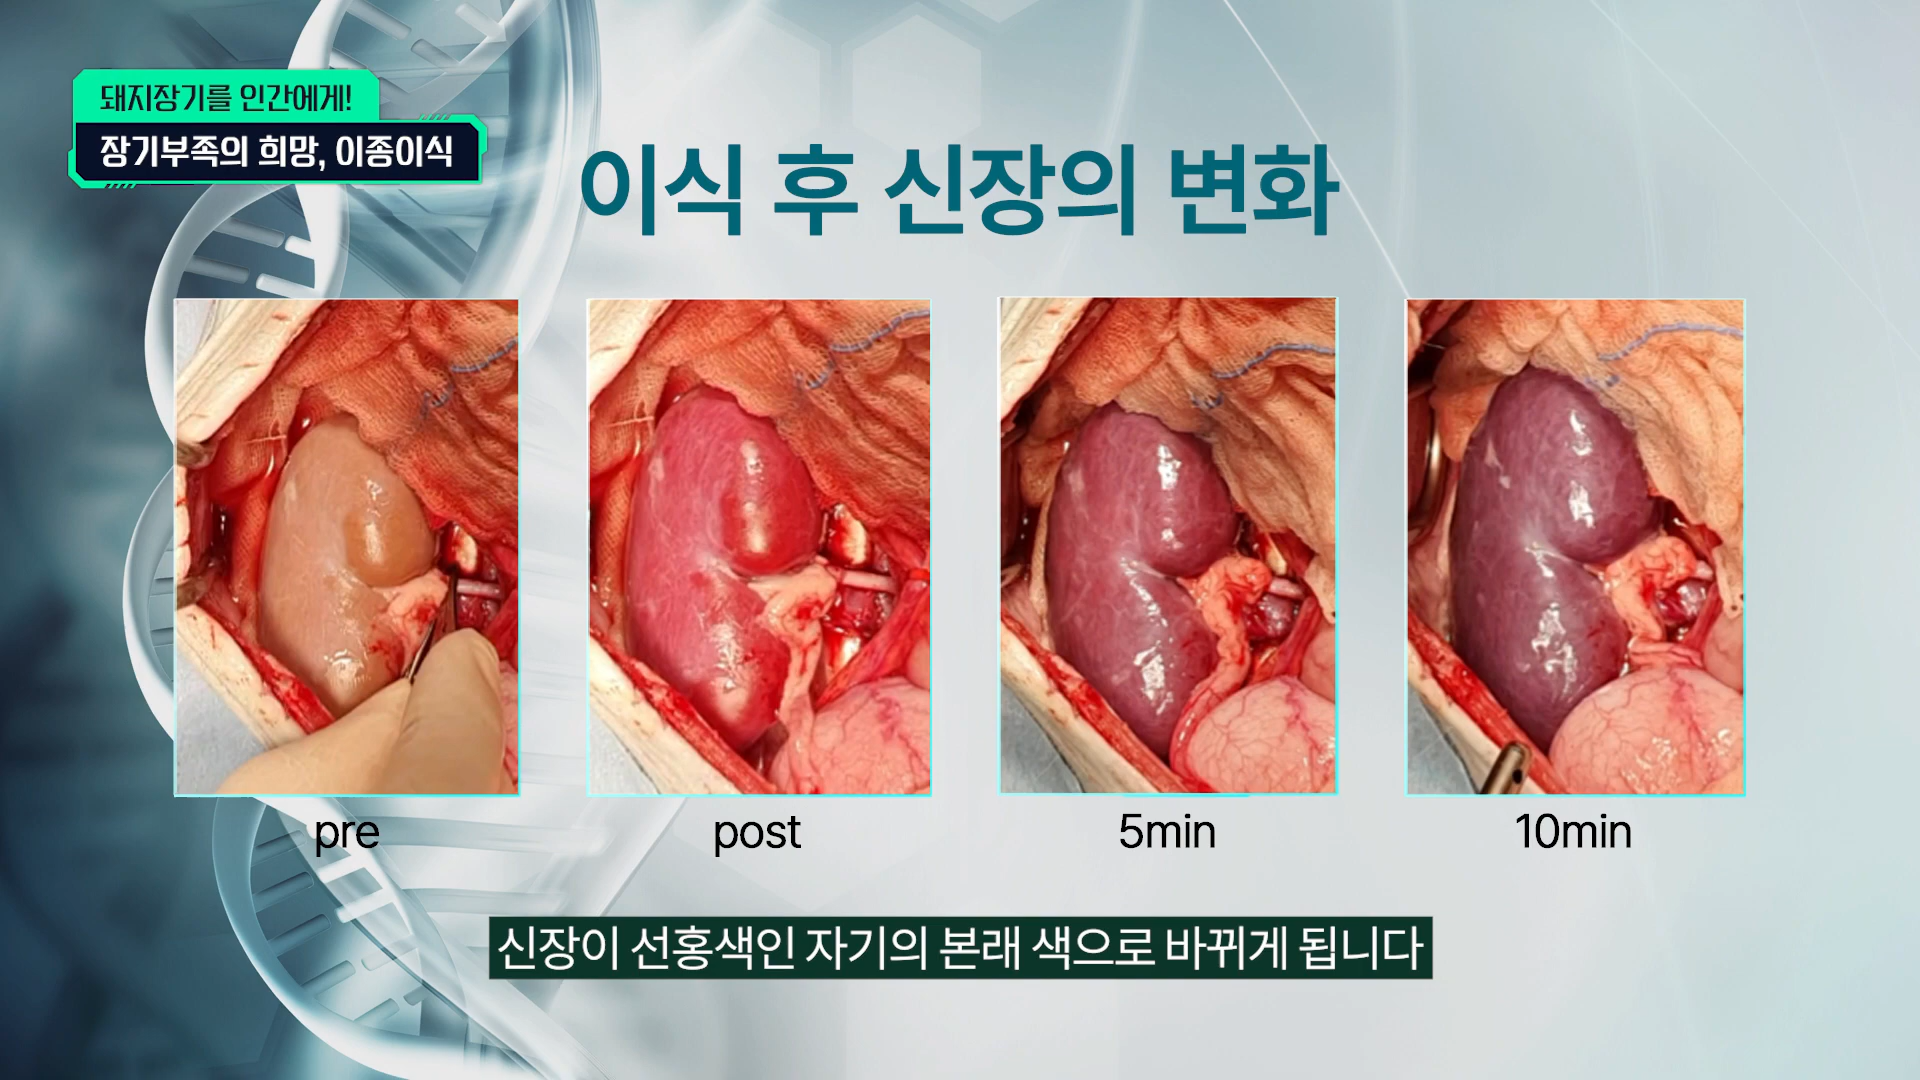 돼지장기를 인간에게!
장기부족의 희망, 이종이식
이식 후 신장의 변화
pre
post
5min
10min
신장이 선홍색인 자기의 본래 색으로 바뀌게 됩니다